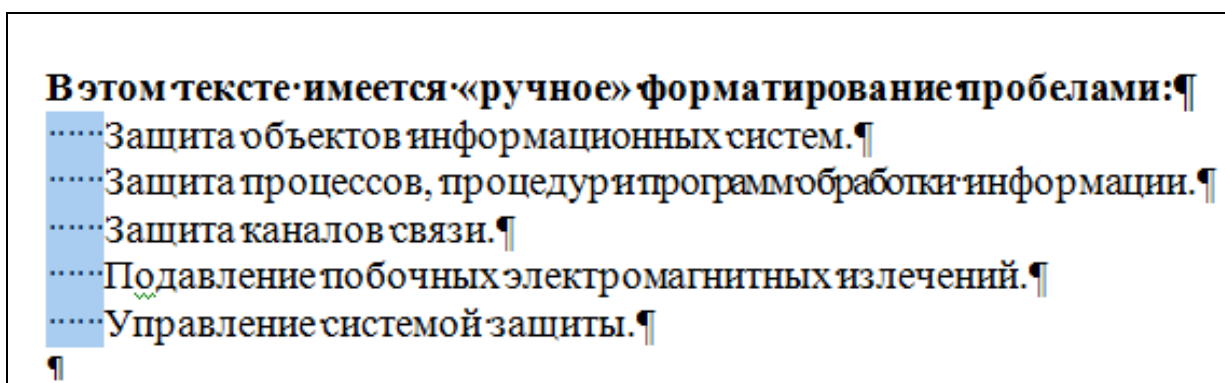 В этом тексте имеется «ручное» форматирование пробелами:¶
Защита объектов информационных систем.¶
Защита процессов, процедур и программ обработки информации.¶
Защита каналов связи.¶
Подавление побочных электромагнитных излечений.¶
Управление системой защиты.¶
¶